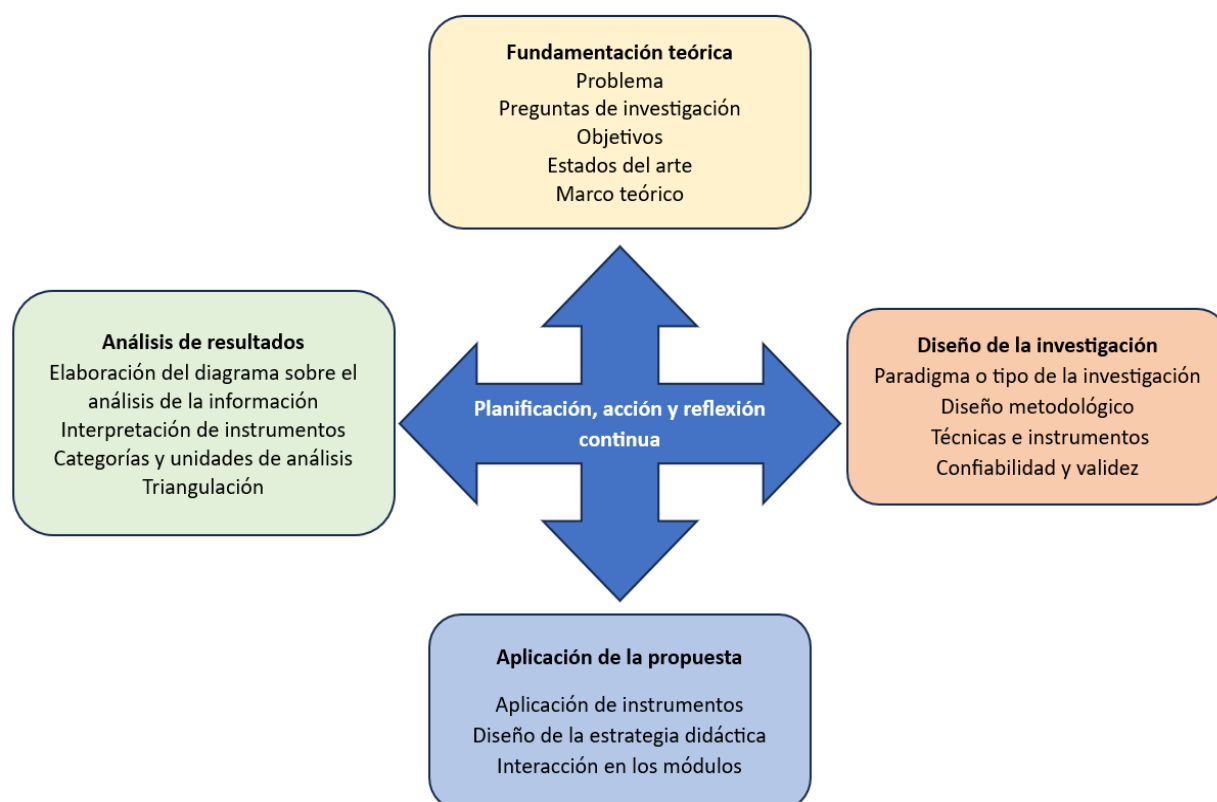 Fundamentación teórica
Problema
Preguntas de investigación
Objetivos
Estados del arte
Marco teórico
Análisis de resultados
Elaboración del diagrama sobre el
análisis de la información
Interpretación de instrumentos
Categorías y unidades de análisis
Triangulación
Planificación, acción y reflexión
continua
Diseño de la investigación
Paradigma o tipo de la investigación
Diseño metodológico
Técnicas e instrumentos
Confiabilidad y validez
Aplicación de la propuesta
Aplicación de instrumentos
Diseño de la estrategia didáctica
Interacción en los módulos